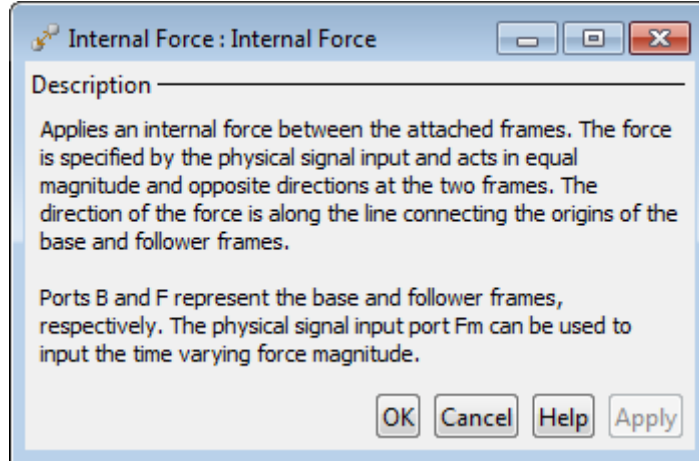 Internal Force : Internal Force
Description
Applies an internal force between the attached frames. The force
is specified by the physical signal input and acts in equal
magnitude and opposite directions at the two frames. The
direction of the force is along the line connecting the origins of the
base and follower frames.
Ports B and F represent the base and follower frames,
respectively. The physical signal input port Fm can be used to
input the time varying force magnitude.
OK Cancel Help Apply